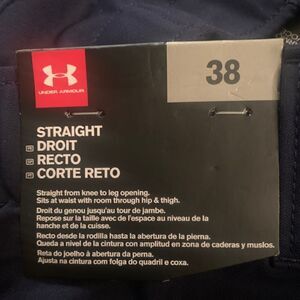 UNDER ARMOUR
38
STRAIGHT
FR DROIT
SP RECTO
PT CORTE RETO
Straight from knee to leg opening.
Sits at waist with room through hip & thigh.
Droit du genou jusqu'au tour de jambe.
Repose sur la taille avec de l'espace au niveau de la
hanche et de la cuisse.
Recto desde la rodilla hasta la abertura de la pierna.
Queda a nivel de la cintura con amplitud en zona de caderas y muslos.
Reta do joelho à abertura da perna.
Ajusta na cintura com folga do quadril e coxa.